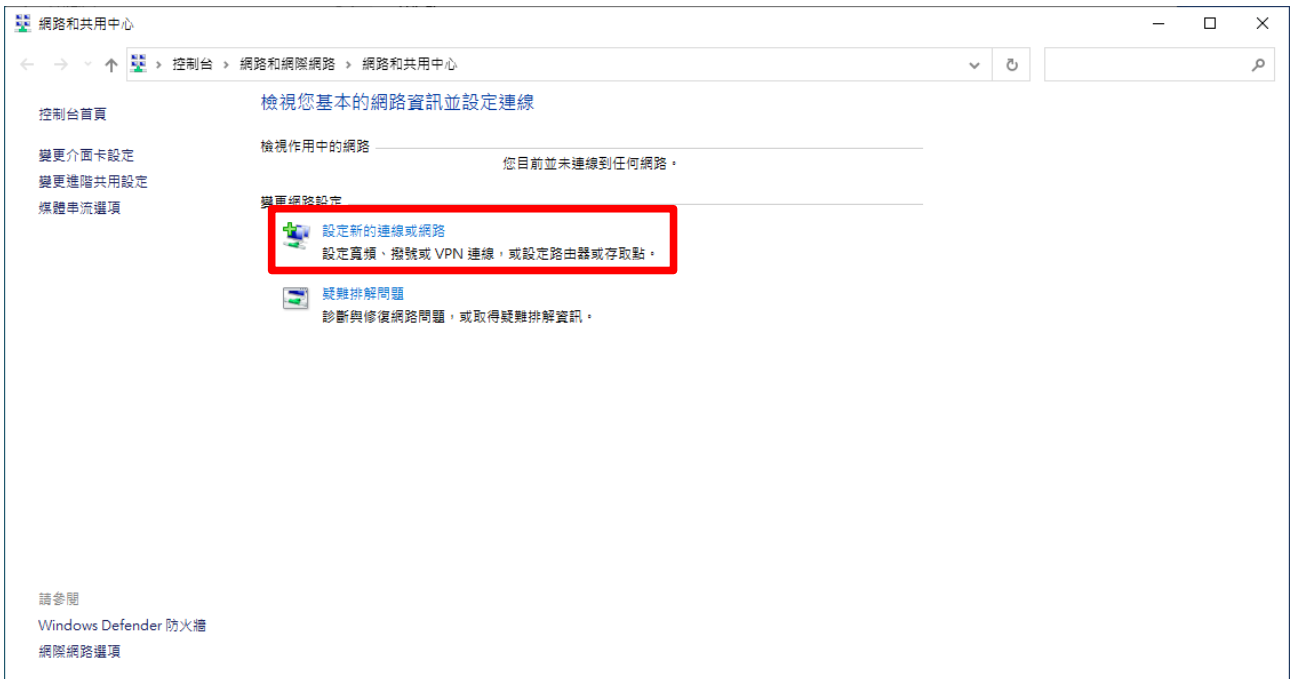 網路和共用中心
控制台 › 網路和網際網路 › 網路和共用中心
控制台首頁
變更介面卡設定
變更進階共用設定
媒體串流選項
檢視您基本的網路資訊並設定連線
檢視作用中的網路
您目前並未連線到任何網路。
變更網路設定
設定新的連線或網路
設定寬頻、撥號或 VPN 連線，或設定路由器或存取點。
疑難排解問題
診斷與修復網路問題，或取得疑難排解資訊。
請參閱
Windows Defender 防火牆
網際網路選項